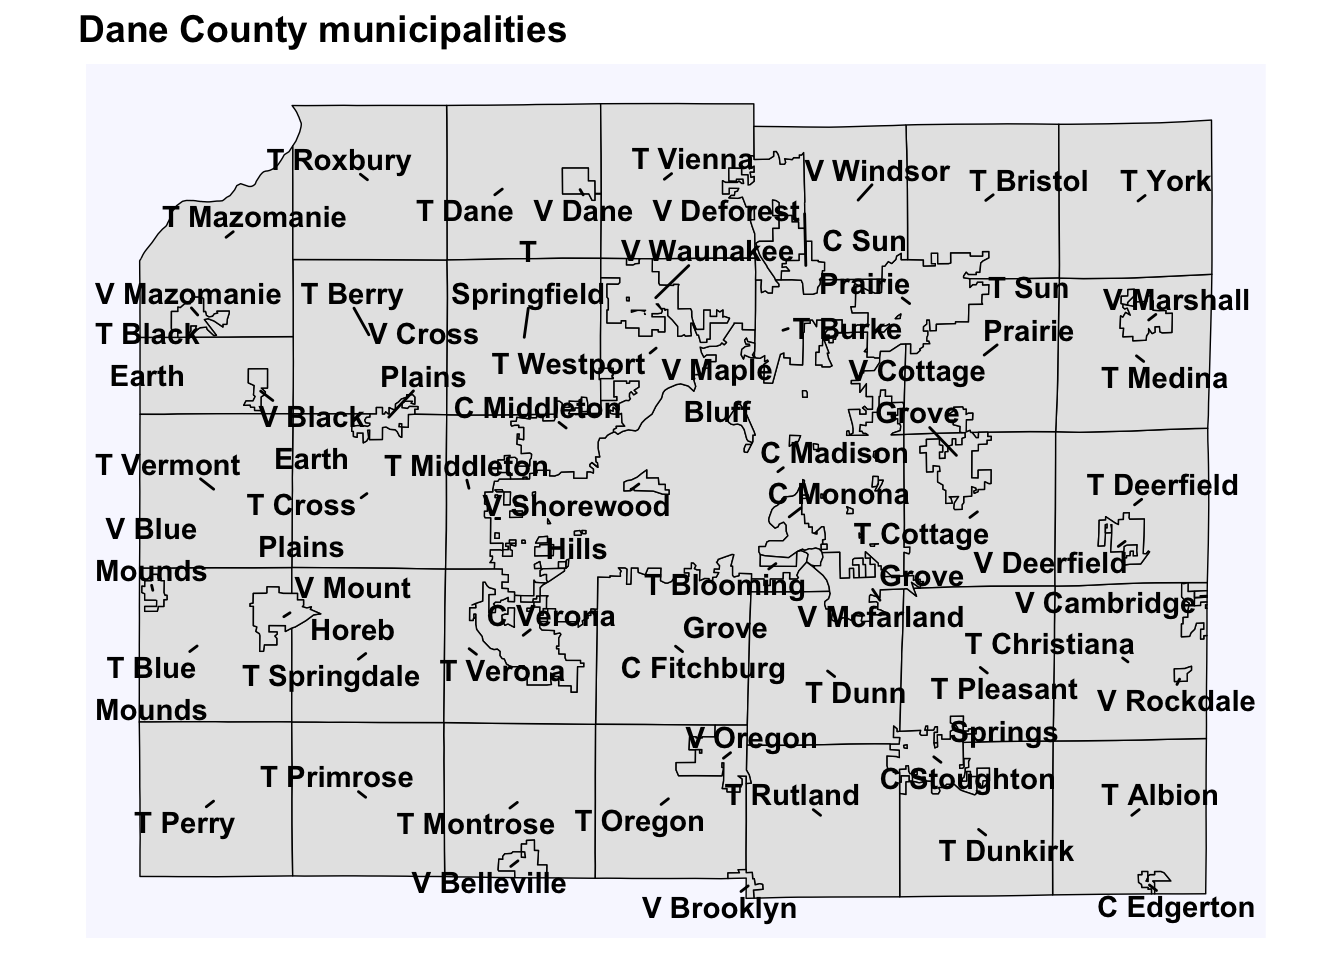 Dane County municipalities
T Roxbury
T Vienna
V Windsor
T Bristol
T York
T Mazomanie
T Dane
V Dane
V Deforest
T
Springfield
V Waunakee
C Sun
Prairie
V Mazomanie
T Berry
T Sun
Prairie
V Marshall
T Black
Earth
V Cross
Plains
T Westport
V Maple
Bluff
T Burke
V Cottage
Grove
T Medina
V Black
Earth
C Middleton
T Vermont
T Middleton
C Madison
T Cross
Plains
V Shorewood
Hills
C Monona
T Deerfield
V Blue
Mounds
T Cottage
Grove
V Deerfield
V Mount
Horeb
C Verona
T Blooming
Grove
V Mcfarland
V Cambridge
T Blue
Mounds
T Springdale
T Verona
C Fitchburg
T Dunn
T Christiana
T Pleasant
Springs
V Rockdale
V Oregon
T Primrose
T Rutland
C Stoughton
T Albion
T Perry
T Montrose
T Oregon
T Dunkirk
V Belleville
V Brooklyn
C Edgerton